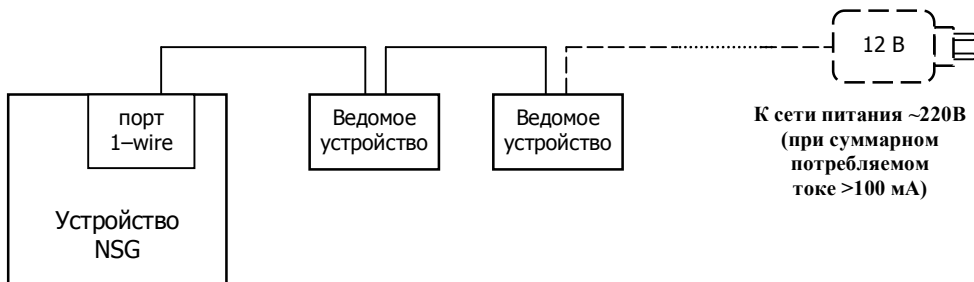 порт
1–wire
Устройство
NSG
Ведомое
устройство
Ведомое
устройство
12 В
К сети питания ~220В
(при суммарном
потребляемом
токе >100 мА)